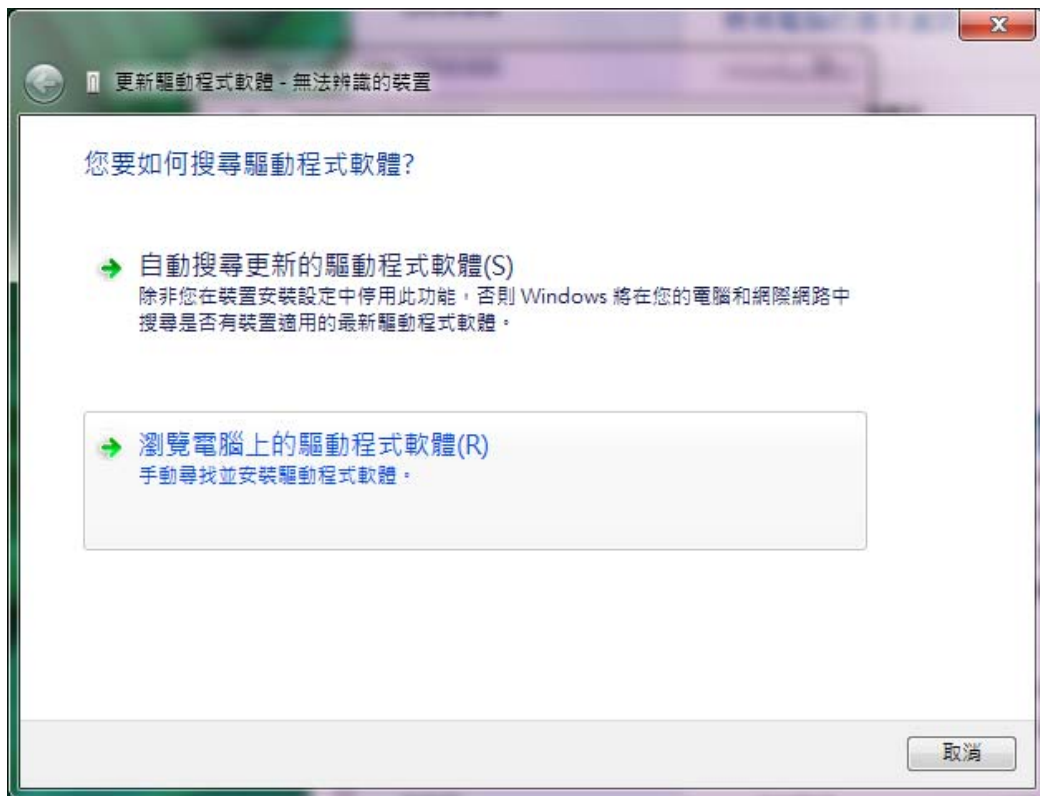 更新驅動程式軟體 - 無法辨識的裝置
您要如何搜尋驅動程式軟體?
自動搜尋更新的驅動程式軟體(S)
除非您在裝置安裝設定中停用此功能，否則 Windows 將在您的電腦和網際網路中
搜尋是否有裝置適用的最新驅動程式軟體。
瀏覽電腦上的驅動程式軟體(R)
手動尋找並安裝驅動程式軟體。
取消